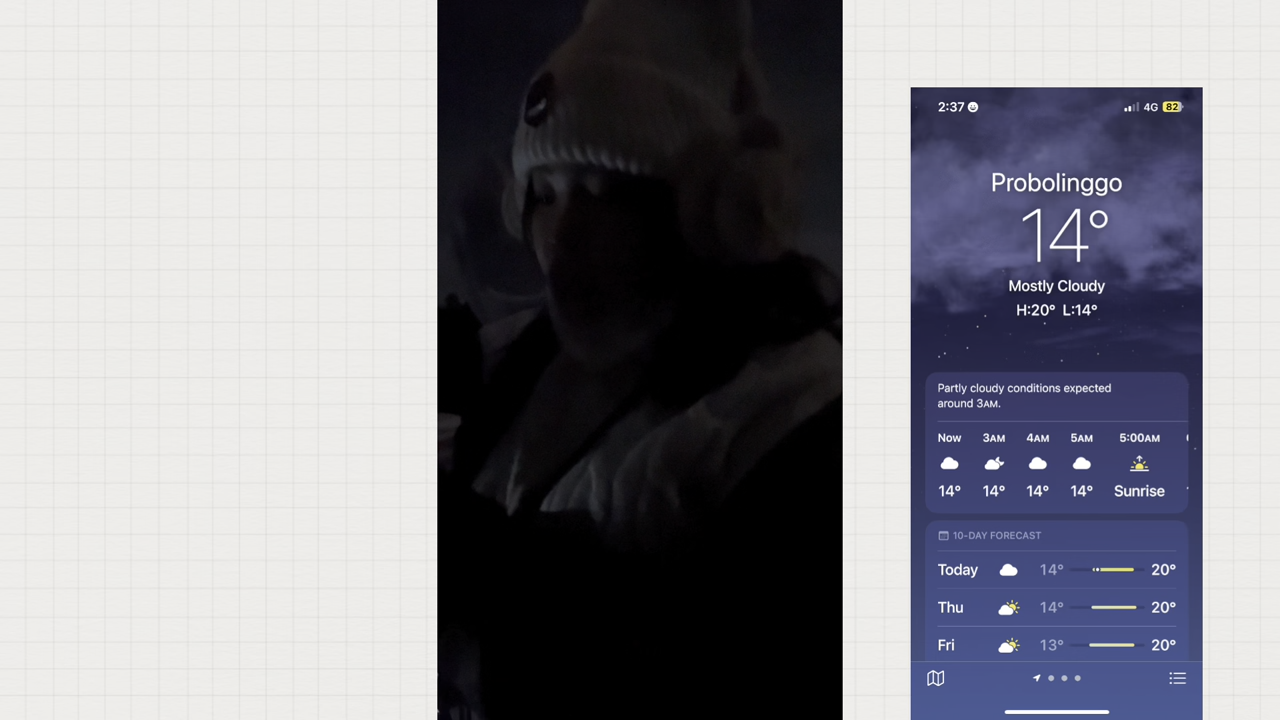 2:37 4G 82
Probolinggo
14°
Mostly Cloudy
H:20° L:14°
Partly cloudy conditions expected
around 3AM.
Now 3AM 4AM 5AM 5:00AM
14° 14° 14° 14° Sunrise
10-DAY FORECAST
Today 14° 20°
Thu 14° 20°
Fri 13° 20°